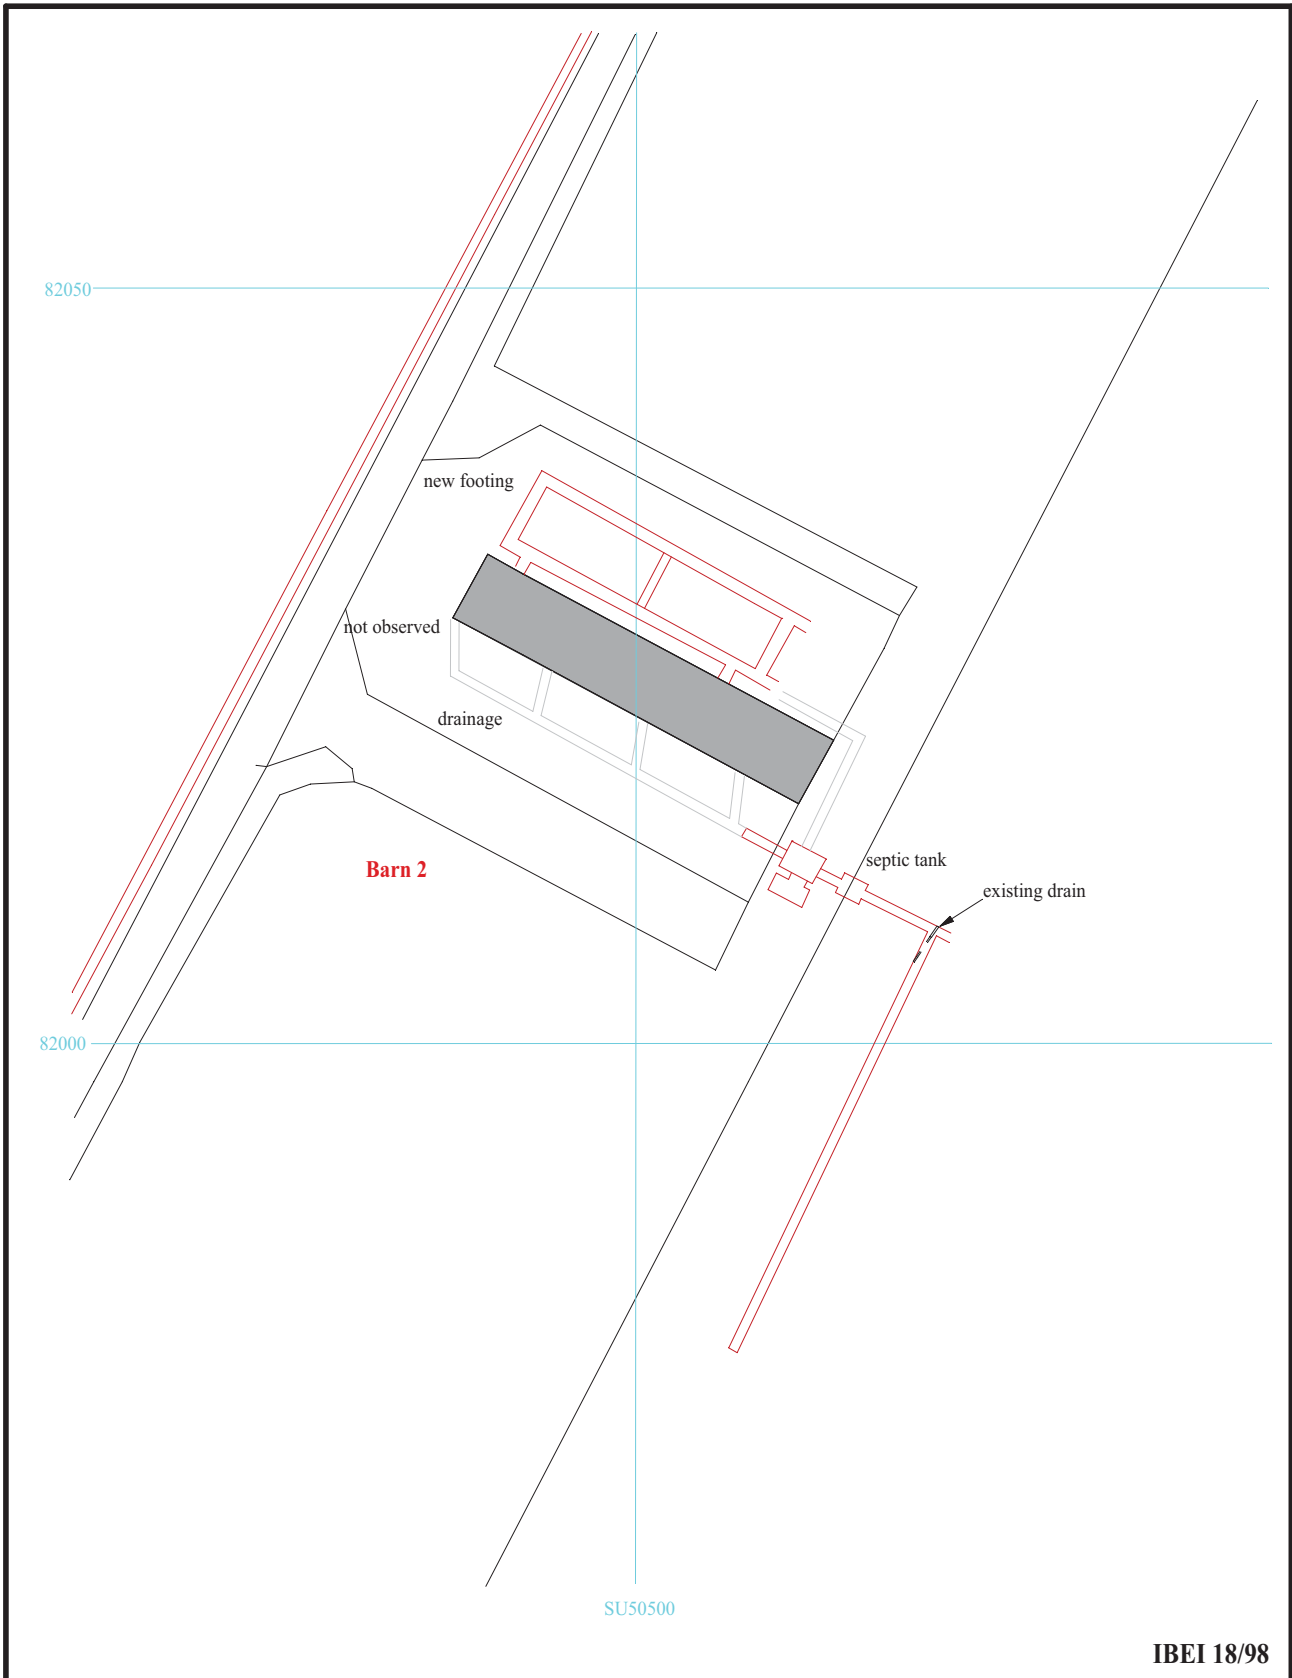 82050
new footing
not observed
drainage
Barn 2
septic tank
existing drain
82000
SU50500
IBEI 18/98